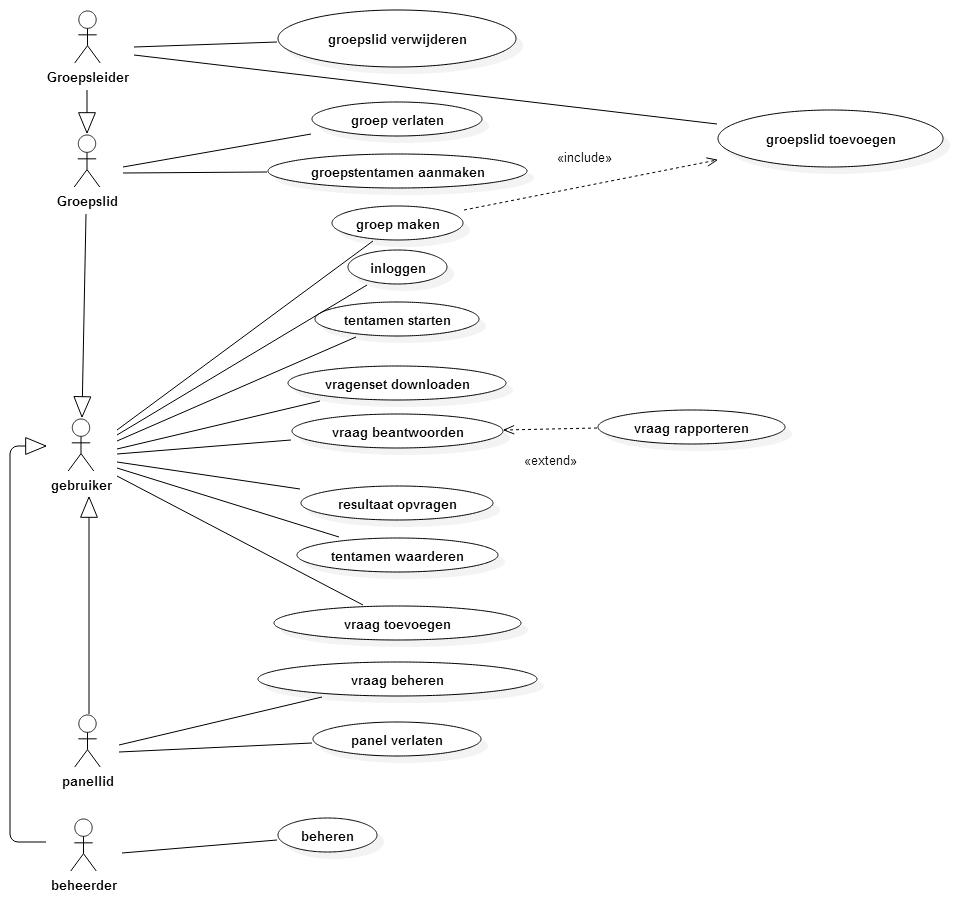 groepslid verwijderen
Groepsleider
groep verlaten
groepslid toevoegen
«include»
groepstentamen aanmaken
Groepslid
groep maken
inloggen
tentamen starten
vragenset downloaden
vraag beantwoorden
vraag rapporteren
«extend»
gebruiker
resultaat opvragen
tentamen waarderen
vraag toevoegen
vraag beheren
panel verlaten
panellid
beheren
beheerder